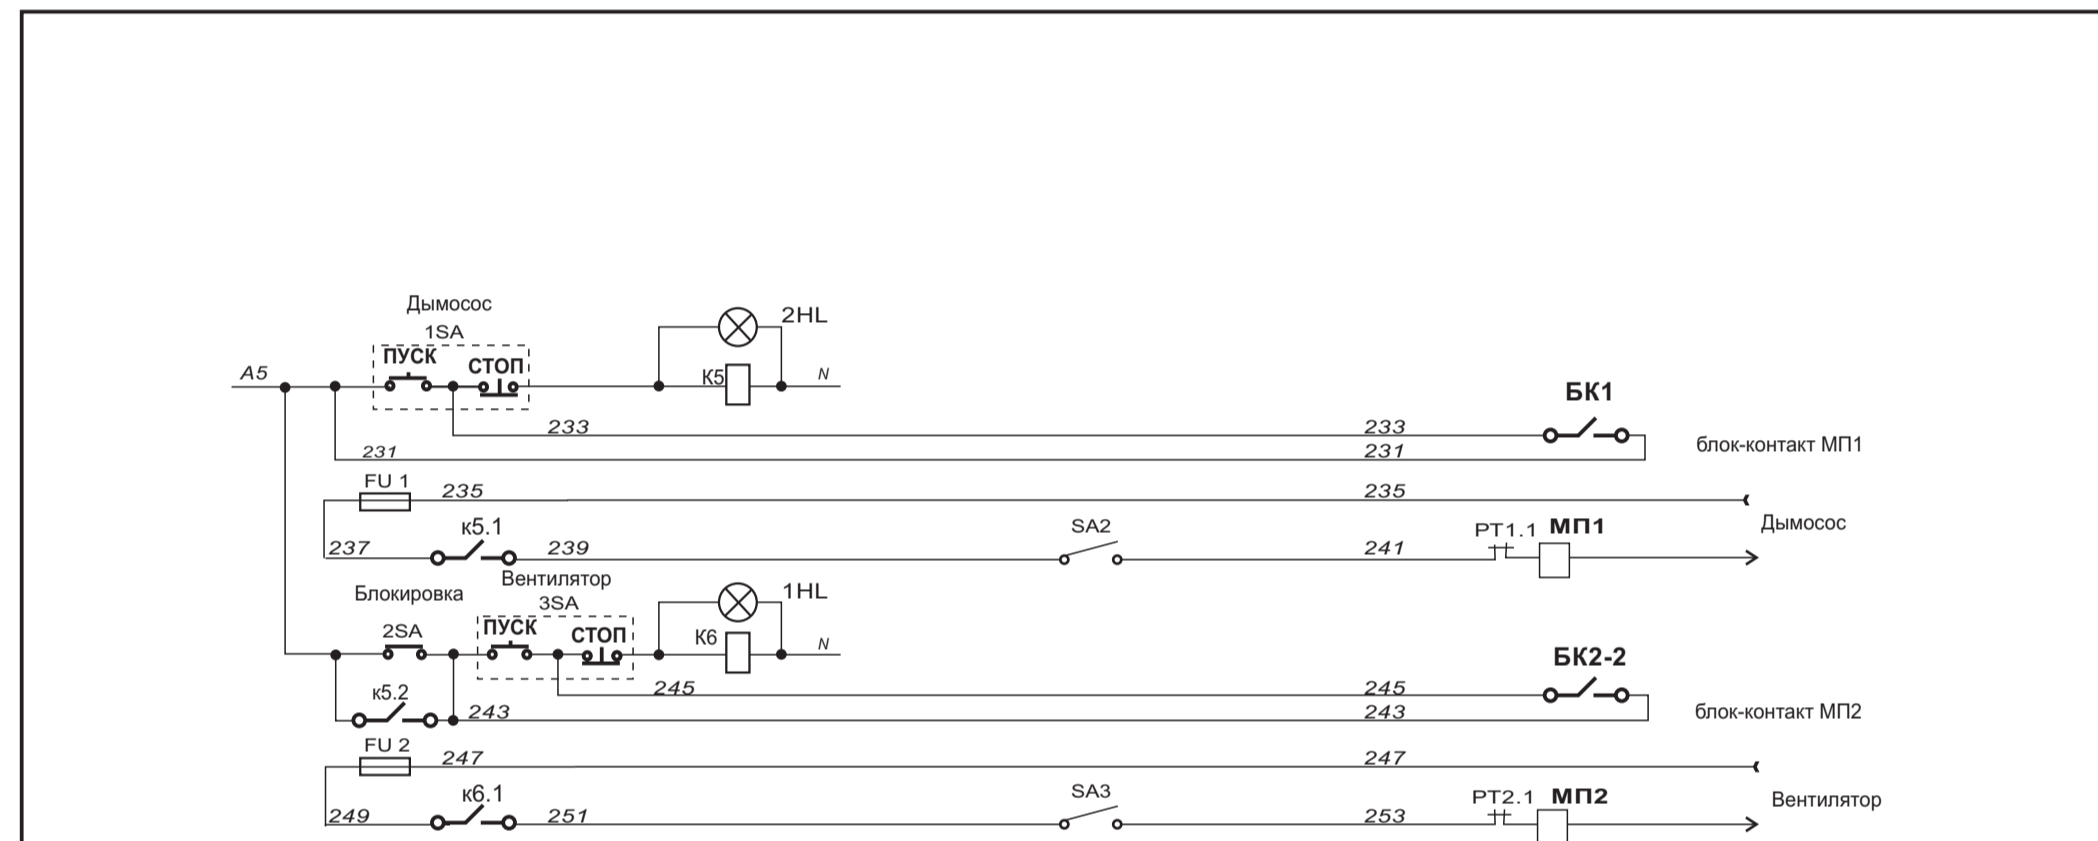 Дымосос
1SA
ПУСК СТОП
2HL
А5
К5
N
БК1
233 233
231 231
блок-контакт МП1
FU 1
235 235
к5.1
SA2
РТ1.1 МП1
Дымосос
237 239 241
Блокировка
Вентилятор
3SA
1HL
2SA
ПУСК СТОП
К6
N
БК2-2
к5.2
245 245
243 243
блок-контакт МП2
FU 2
247 247
к6.1
SA3
РТ2.1 МП2
Вентилятор
249 251 253